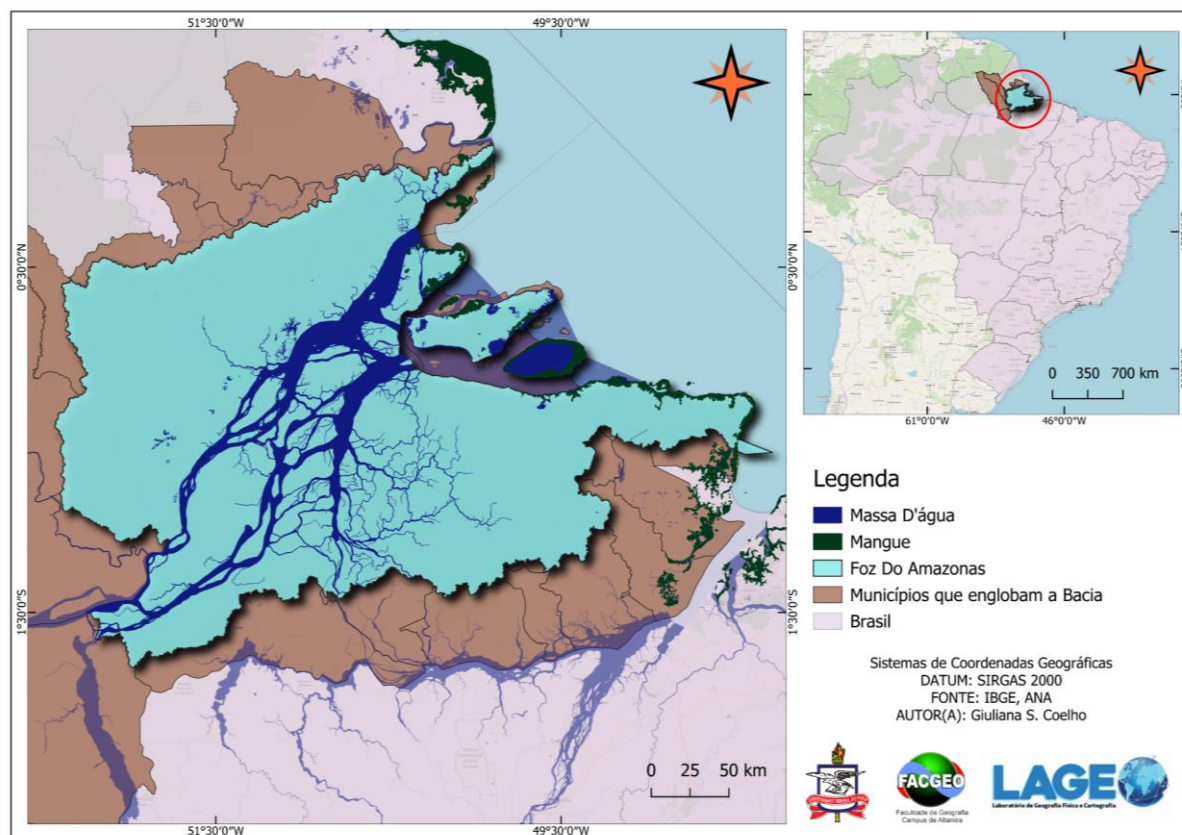 51°30'0"W
49°30'0"W
0°30'0"N
0°30'0"N
1°30'0"S
1°30'0"S
0 25 50 km
51°30'0"W
49°30'0"W
0 350 700 km
61°0'0"W
46°0'0"W
Legenda
Massa D'água
Mangue
Foz Do Amazonas
Municípios que englobam a Bacia
Brasil
Sistemas de Coordenadas Geográficas
DATUM: SIRGAS 2000
FONTE: IBGE, ANA
AUTOR(A): Giuliana S. Coelho
FACGEO
Faculdade de Geografia
Campus de Altamira
LAGE
Laboratório de Geografia Física e Cartografia